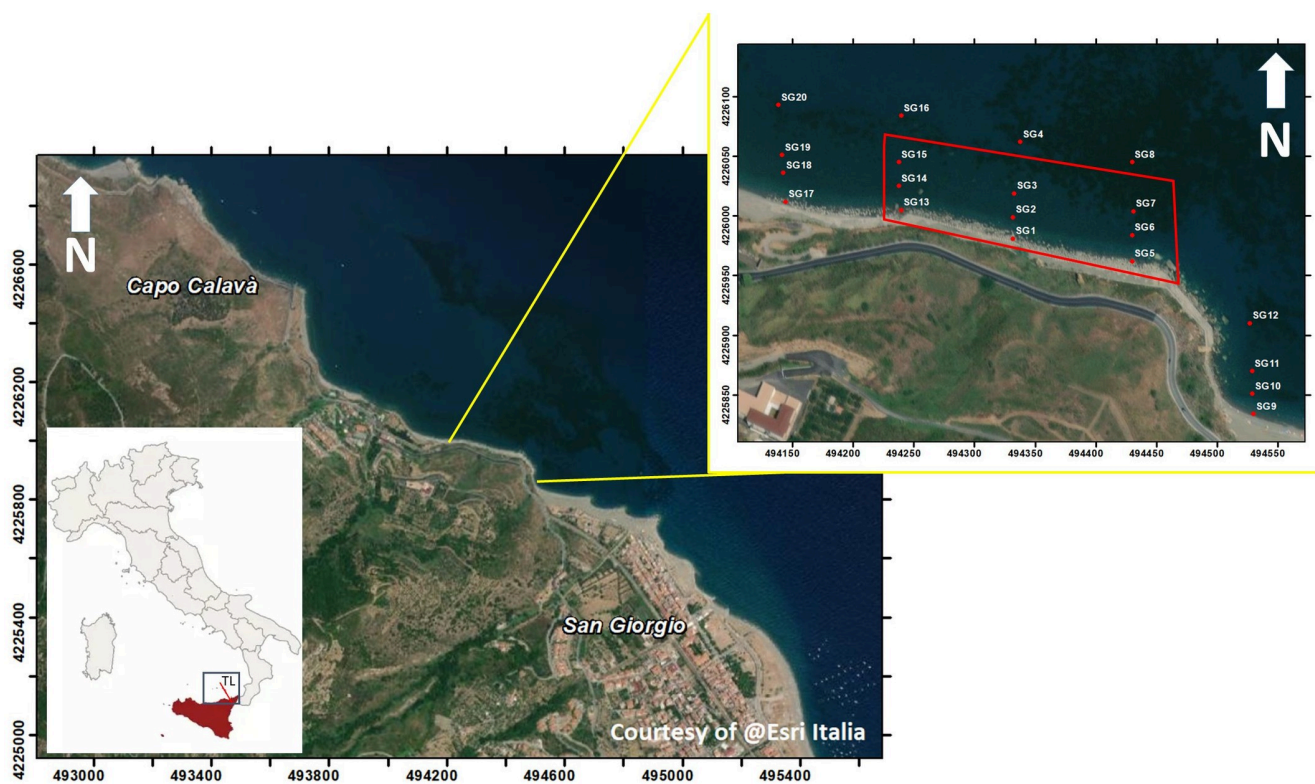 N
Capo Calavà
San Giorgio
Courtesy of @Esri Italia
TL
4226600
4226200
4225800
4225400
4225000
493000
493400
493800
494200
494600
495000
495400
N
SG20
SG16
SG4
SG19
SG15
SG8
SG18
SG14
SG3
SG17
SG13
SG2
SG7
SG1
SG6
SG5
SG12
SG11
SG10
SG9
4226100
4226050
4226000
4225950
4225900
4225850
494150
494200
494250
494300
494350
494400
494450
494500
494550